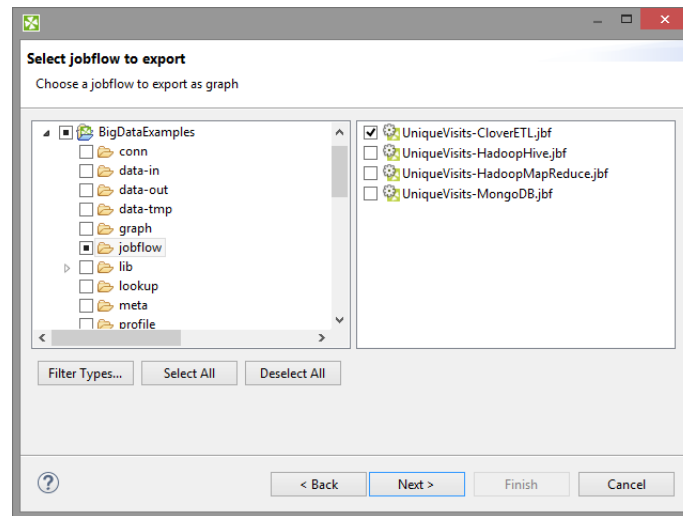 Select jobflow to export
Choose a jobflow to export as graph
BigDataExamples
conn
data-in
data-out
data-tmp
graph
jobflow
lib
lookup
meta
profile
UniqueVisits-CloverETL.jbf
UniqueVisits-HadoopHive.jbf
UniqueVisits-HadoopMapReduce.jbf
UniqueVisits-MongoDB.jbf
Filter Types... Select All Deselect All
< Back Next > Finish Cancel